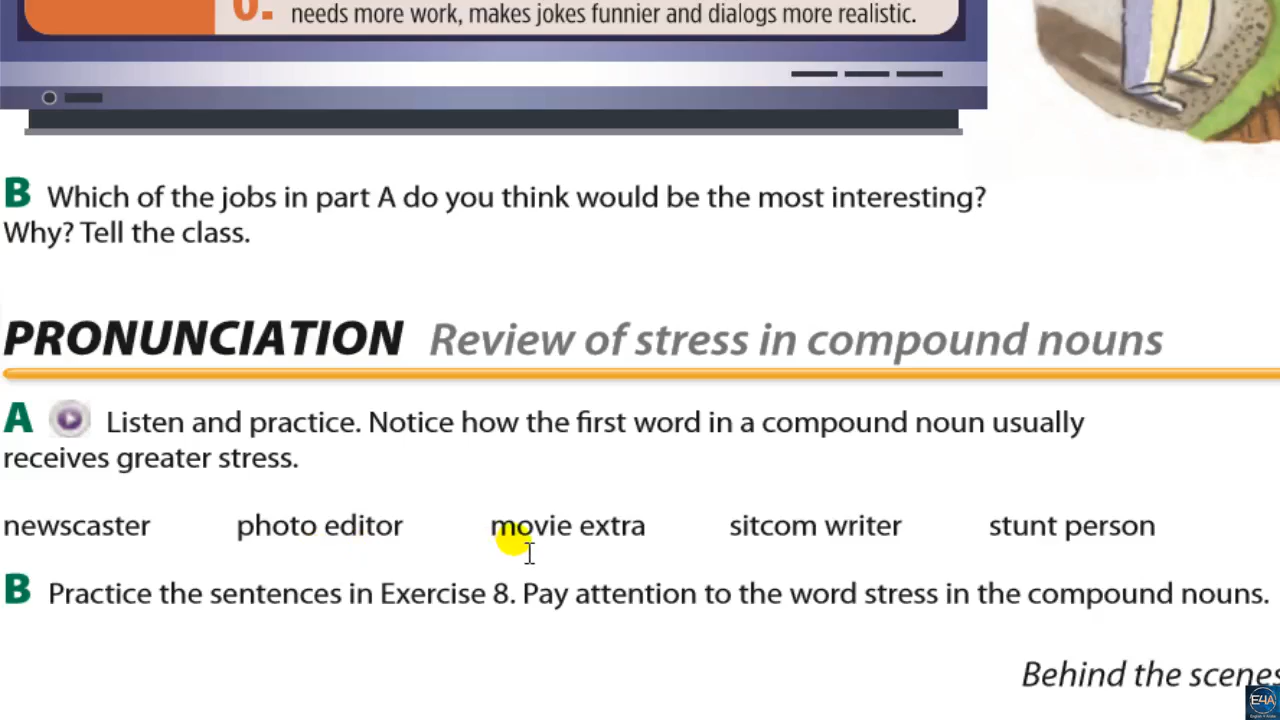 needs more work, makes jokes funnier and dialogs more realistic.
B Which of the jobs in part A do you think would be the most interesting?
Why? Tell the class.
PRONUNCIATION Review of stress in compound nouns
A Listen and practice. Notice how the first word in a compound noun usually
receives greater stress.
newscaster photo editor movie extra sitcom writer stunt person
B Practice the sentences in Exercise 8. Pay attention to the word stress in the compound nouns.
Behind the scenes
E4A